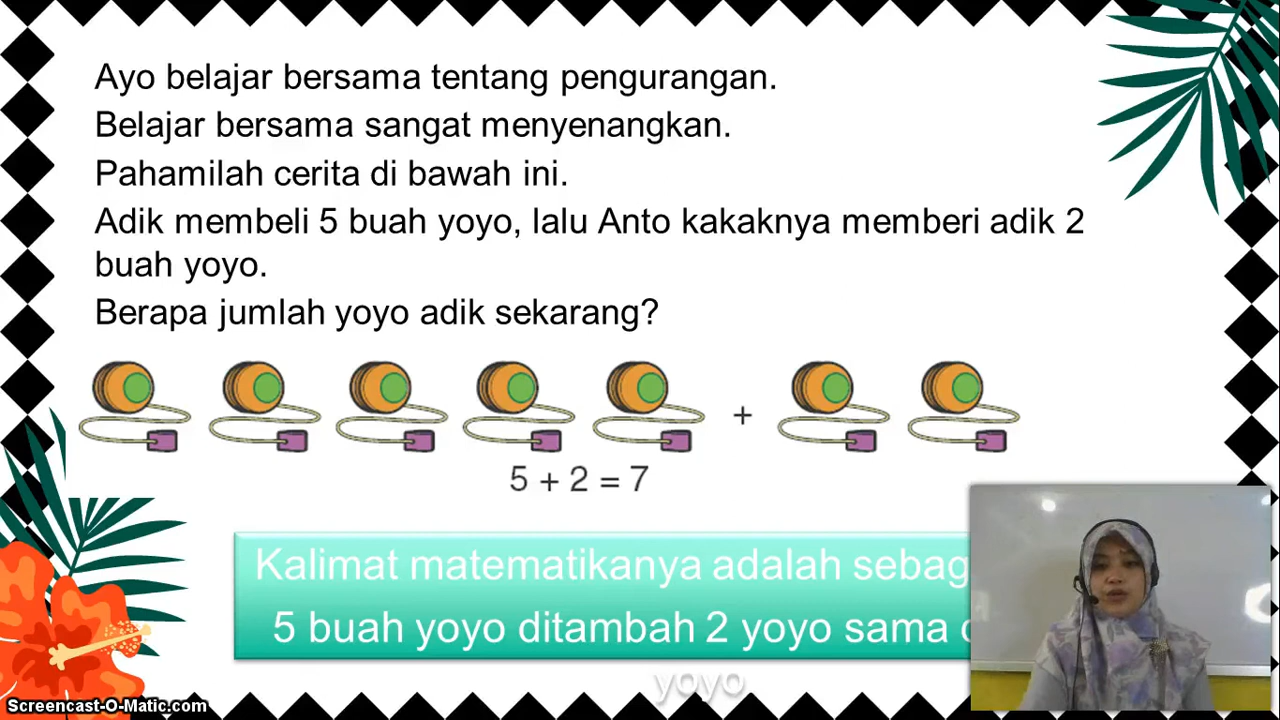 Ayo belajar bersama tentang pengurangan.
Belajar bersama sangat menyenangkan.
Pahamilah cerita di bawah ini.
Adik membeli 5 buah yoyo, lalu Anto kakaknya memberi adik 2
buah yoyo.
Berapa jumlah yoyo adik sekarang?
+
5 + 2 = 7
Kalimat matematikanya adalah sebag
5 buah yoyo ditambah 2 yoyo sama
yoyo
Screencast-O-Matic.com